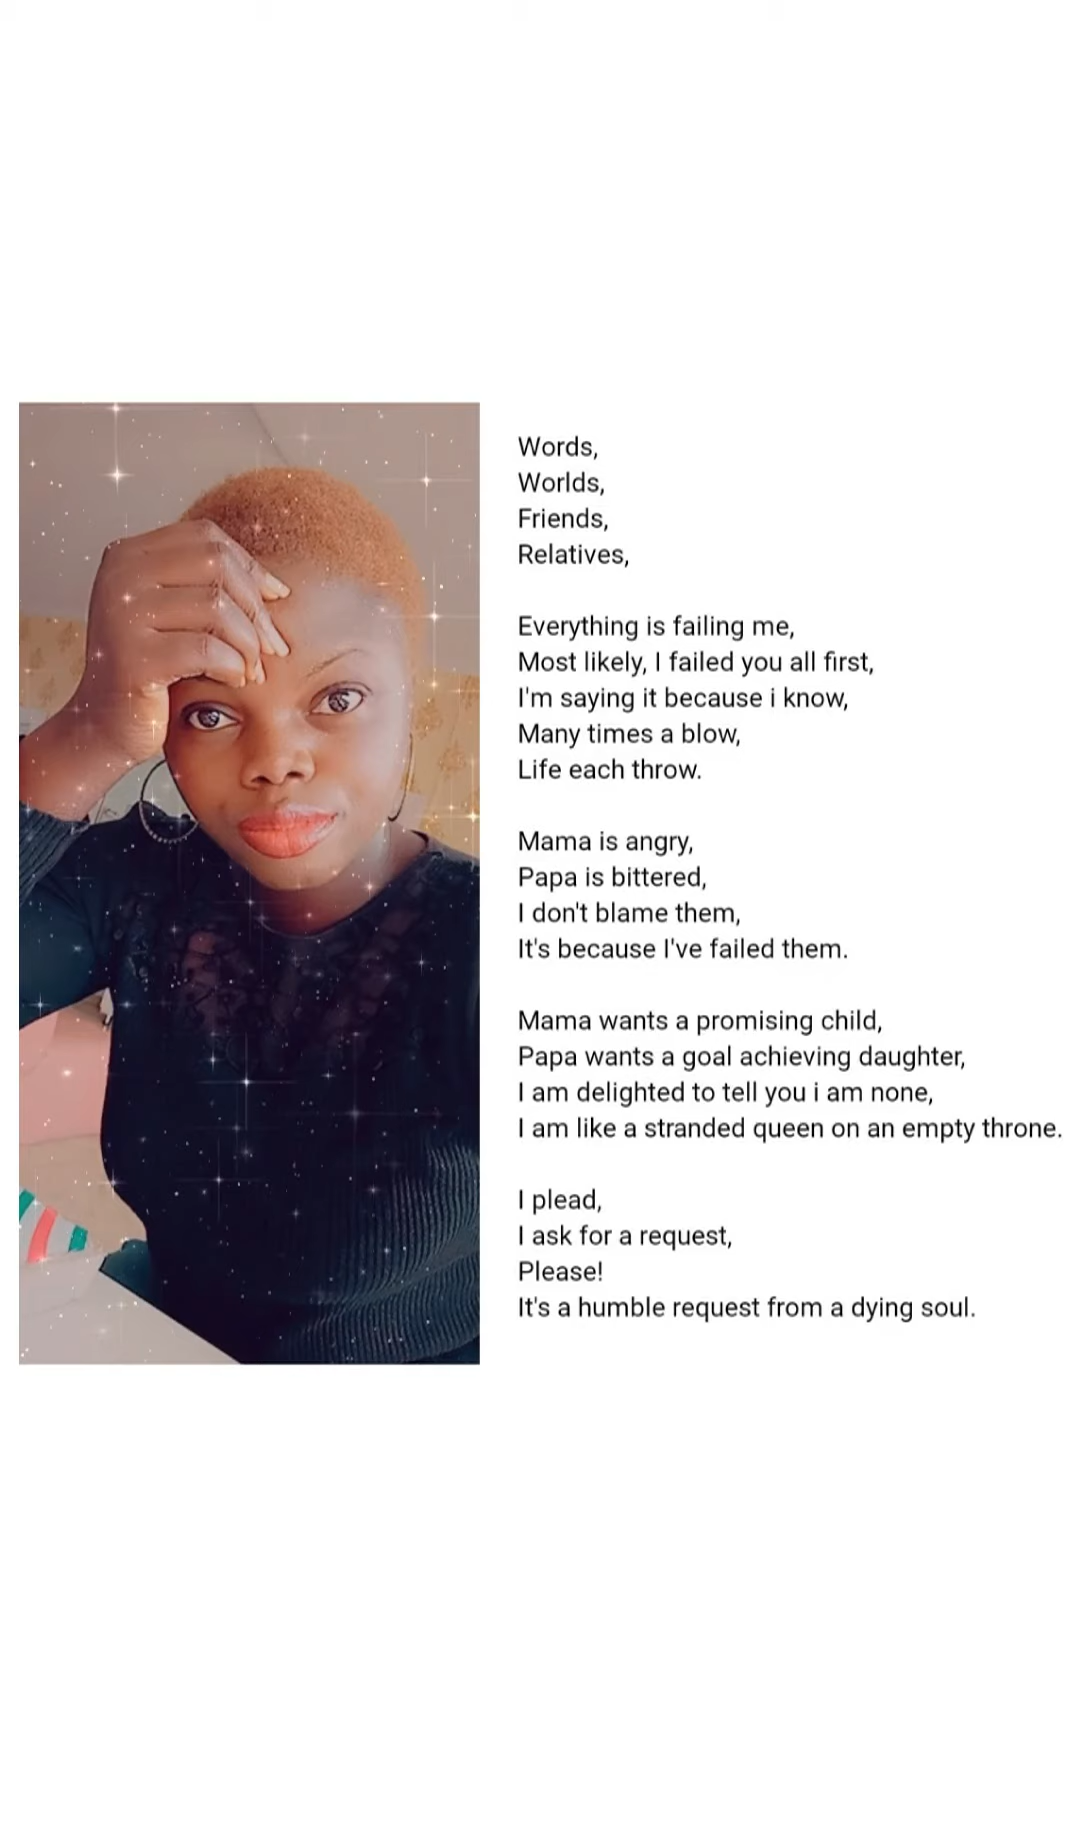 Words,
Worlds,
Friends,
Relatives,
Everything is failing me,
Most likely, I failed you all first,
I'm saying it because i know,
Many times a blow,
Life each throw.
Mama is angry,
Papa is bittered,
I don't blame them,
It's because I've failed them.
Mama wants a promising child,
Papa wants a goal achieving daughter,
I am delighted to tell you i am none,
I am like a stranded queen on an empty throne.
I plead,
I ask for a request,
Please!
It's a humble request from a dying soul.